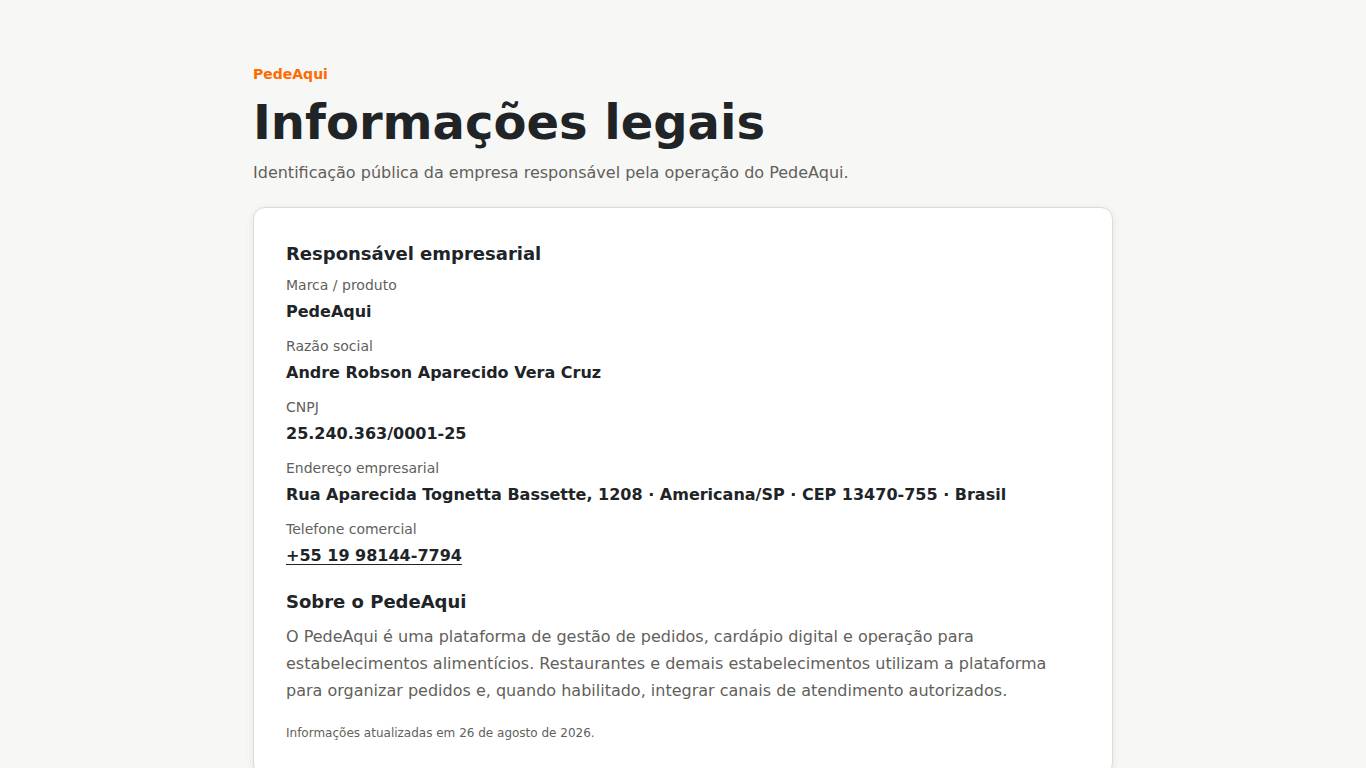 PedeAqui
Informações legais
Identificação pública da empresa responsável pela operação do PedeAqui.
Responsável empresarial
Marca / produto
PedeAqui
Razão social
Andre Robson Aparecido Vera Cruz
CNPJ
25.240.363/0001-25
Endereço empresarial
Rua Aparecida Tognetta Bassette, 1208 · Americana/SP · CEP 13470-755 · Brasil
Telefone comercial
+55 19 98144-7794
Sobre o PedeAqui
O PedeAqui é uma plataforma de gestão de pedidos, cardápio digital e operação para
estabelecimentos alimentícios. Restaurantes e demais estabelecimentos utilizam a plataforma
para organizar pedidos e, quando habilitado, integrar canais de atendimento autorizados.
Informações atualizadas em 26 de agosto de 2026.